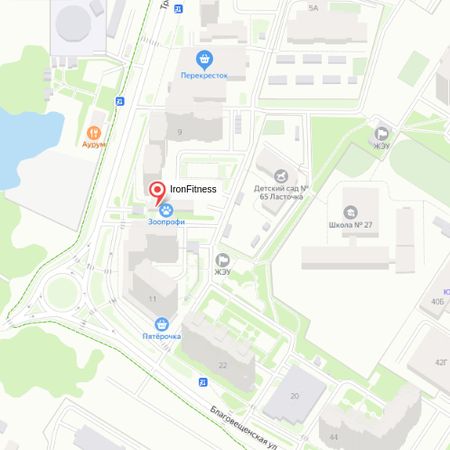 5А
Тр
Перекресток
9
Аурум
ЖЭУ
IronFitness
Детский сад №
65 Ласточка
Зоопрофи
Школа № 27
ЖЭУ
40Б
11
Пятёрочка
22
42Г
20
Благовещенская ул.
44